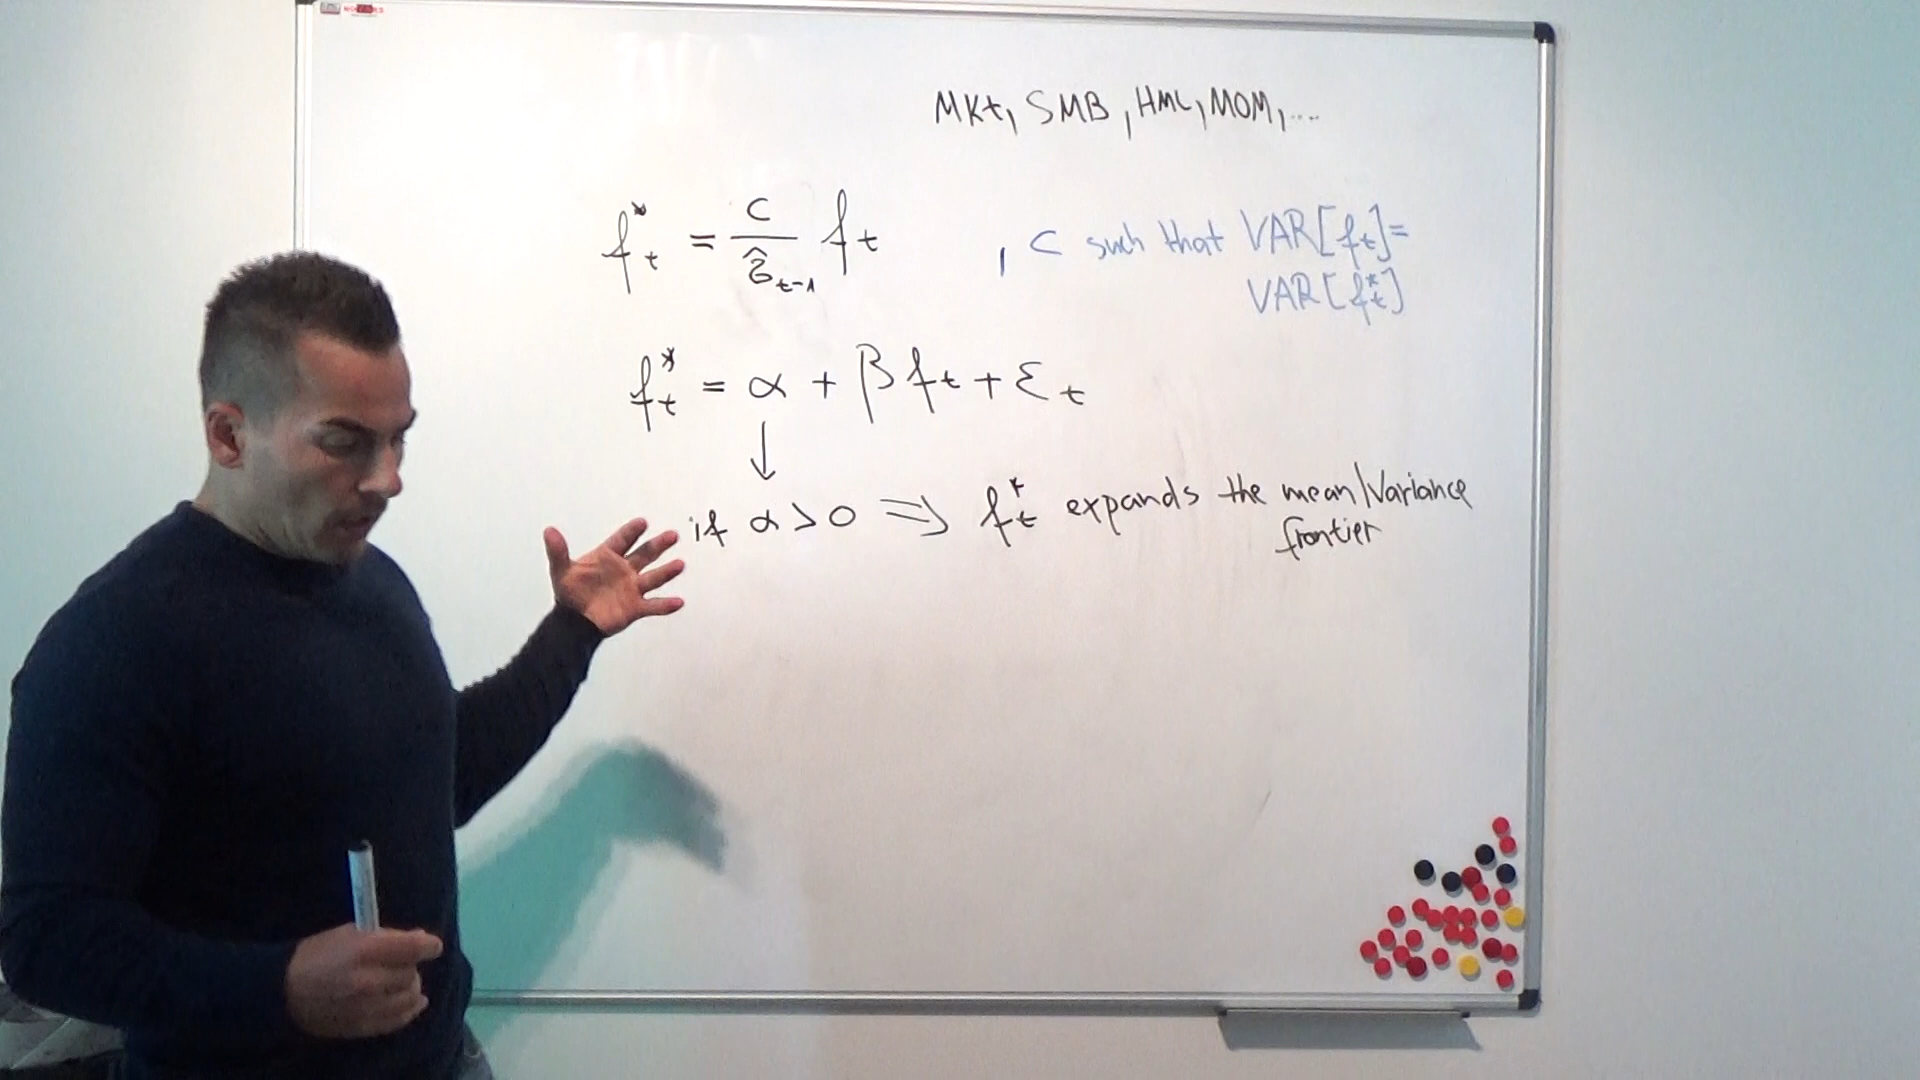 Mkt, SMB, HML, MOM, ....
f*t = c / σ̂t-1 ft , c such that VAR[ft] =
VAR[f*t]
f*t = α + β ft + εt
↓
if α > 0 ⇒ f*t expands the mean/variance
frontier